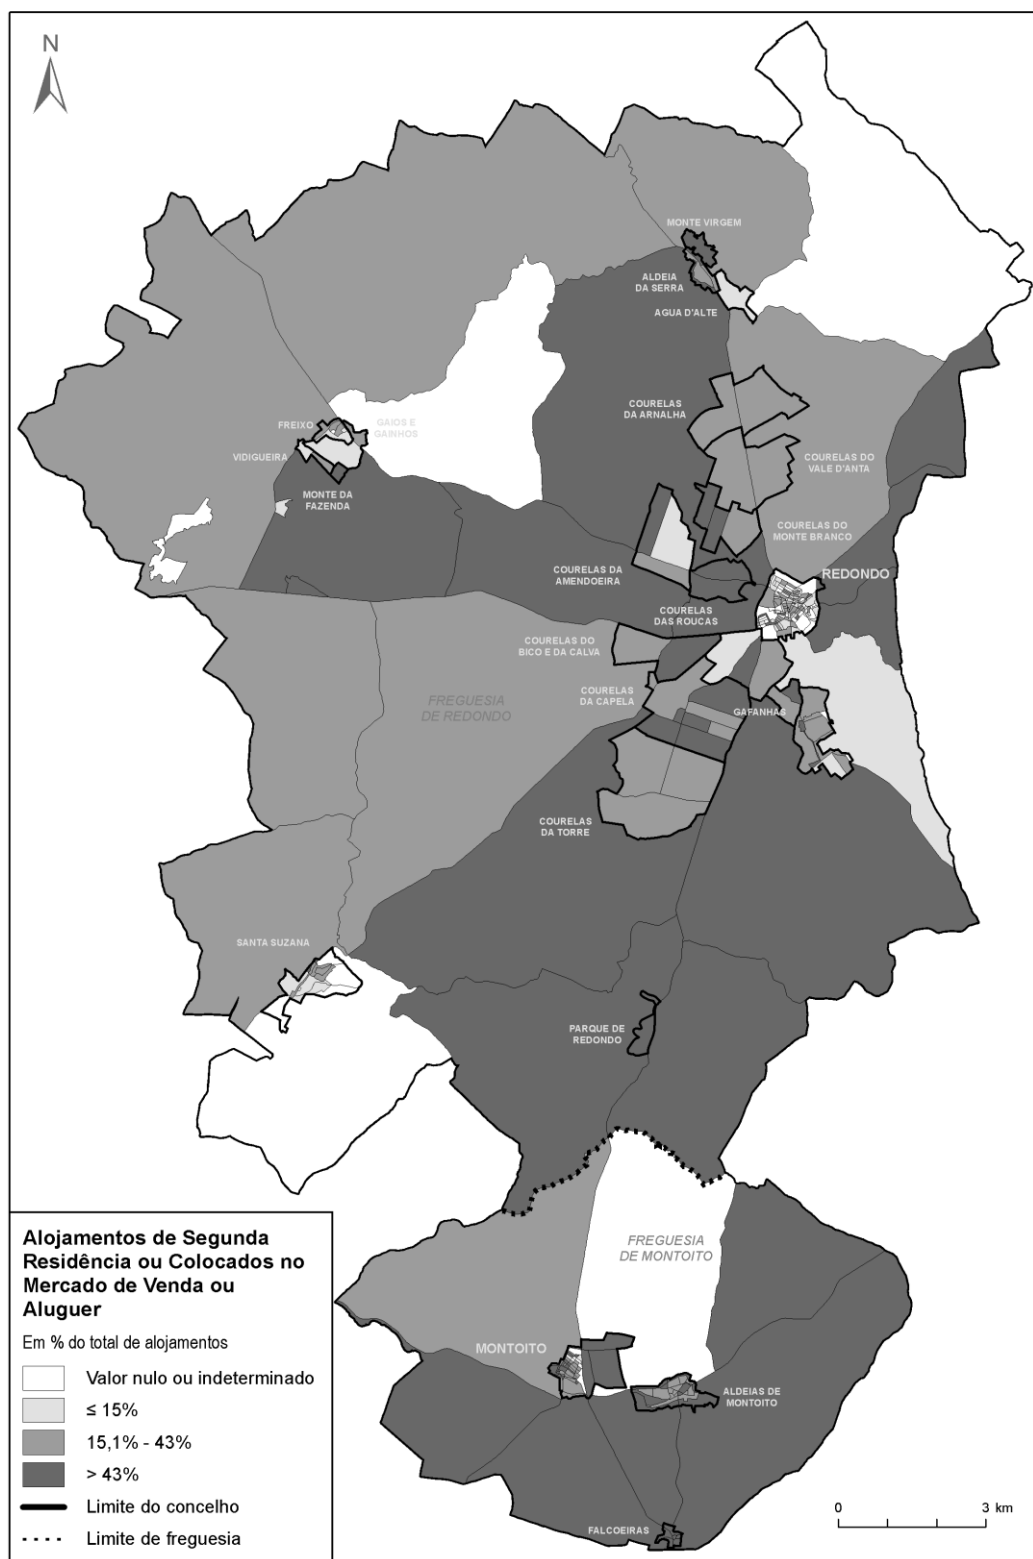 N
MONTE VIRGEM
ALDEIA
DA SERRA
AGUA D'ALTE
COURELAS
DA ARNALHA
FREIXO
GAIOS E
GAINHOS
VIDIGUEIRA
COURELAS DO
VALE D'ANTA
MONTE DA
FAZENDA
COURELAS DO
MONTE BRANCO
COURELAS DA
AMENDOEIRA
REDONDO
COURELAS
DAS ROUCAS
COURELAS DO
BICO E DA CALVA
COURELAS
DA CAPELA
FREGUESIA
DE REDONDO
GAFANHAS
COURELAS
DA TORRE
SANTA SUZANA
PARQUE DE
REDONDO
FREGUESIA
DE MONTOITO
MONTOITO
ALDEIAS DE
MONTOITO
FALCOEIRAS
Alojamentos de Segunda
Residência ou Colocados no
Mercado de Venda ou
Aluguer
Em % do total de alojamentos
Valor nulo ou indeterminado
≤ 15%
15,1% - 43%
> 43%
Limite do concelho
Limite de freguesia
0 3 km